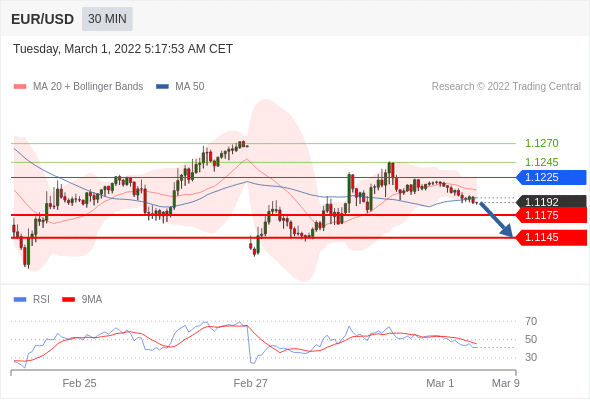 EUR/USD 30 MIN
Tuesday, March 1, 2022 5:17:53 AM CET
MA 20 + Bollinger Bands MA 50 Research © 2022 Trading Central
1.1270
1.1245
1.1225
1.1192
1.1175
1.1145
RSI 9MA
70
50
30
Feb 25 Feb 27 Mar 1 Mar 9